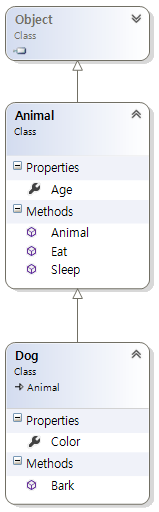 Object
Class
Animal
Class
Properties
Age
Methods
Animal
Eat
Sleep
Dog
Class
Animal
Properties
Color
Methods
Bark